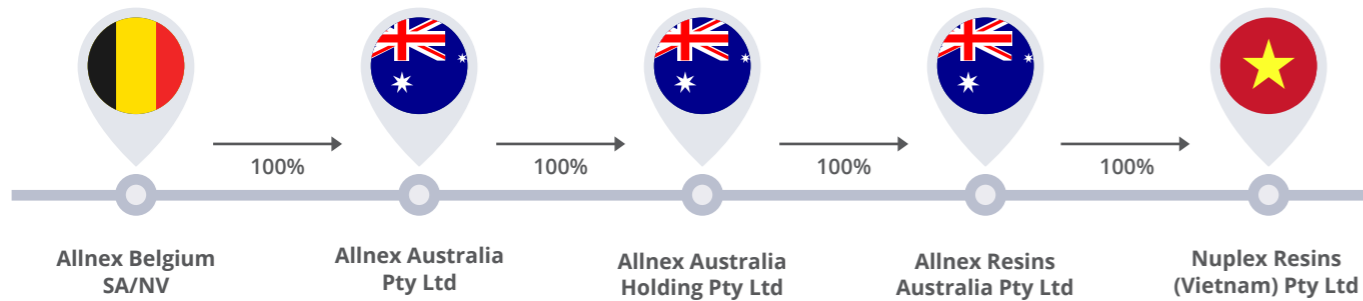 100%
100%
100%
100%
Allnex Belgium
SA/NV
Allnex Australia
Pty Ltd
Allnex Australia
Holding Pty Ltd
Allnex Resins
Australia Pty Ltd
Nuplex Resins
(Vietnam) Pty Ltd